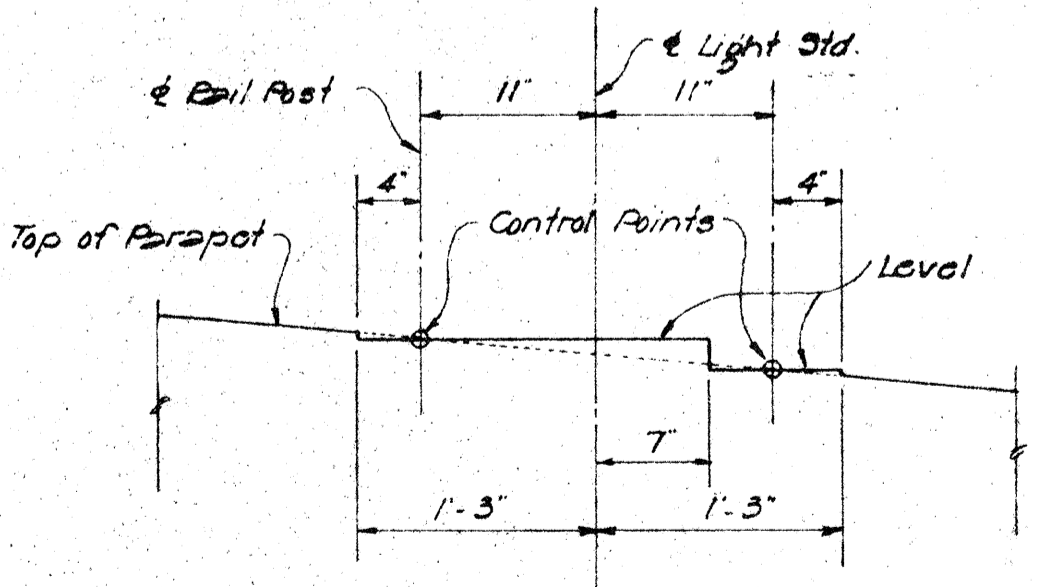 ℄ Light Std.
℄ Rail Post
11"
11"
4"
4"
Top of Parapet
Control Points
Level
7"
1'-3"
1'-3"